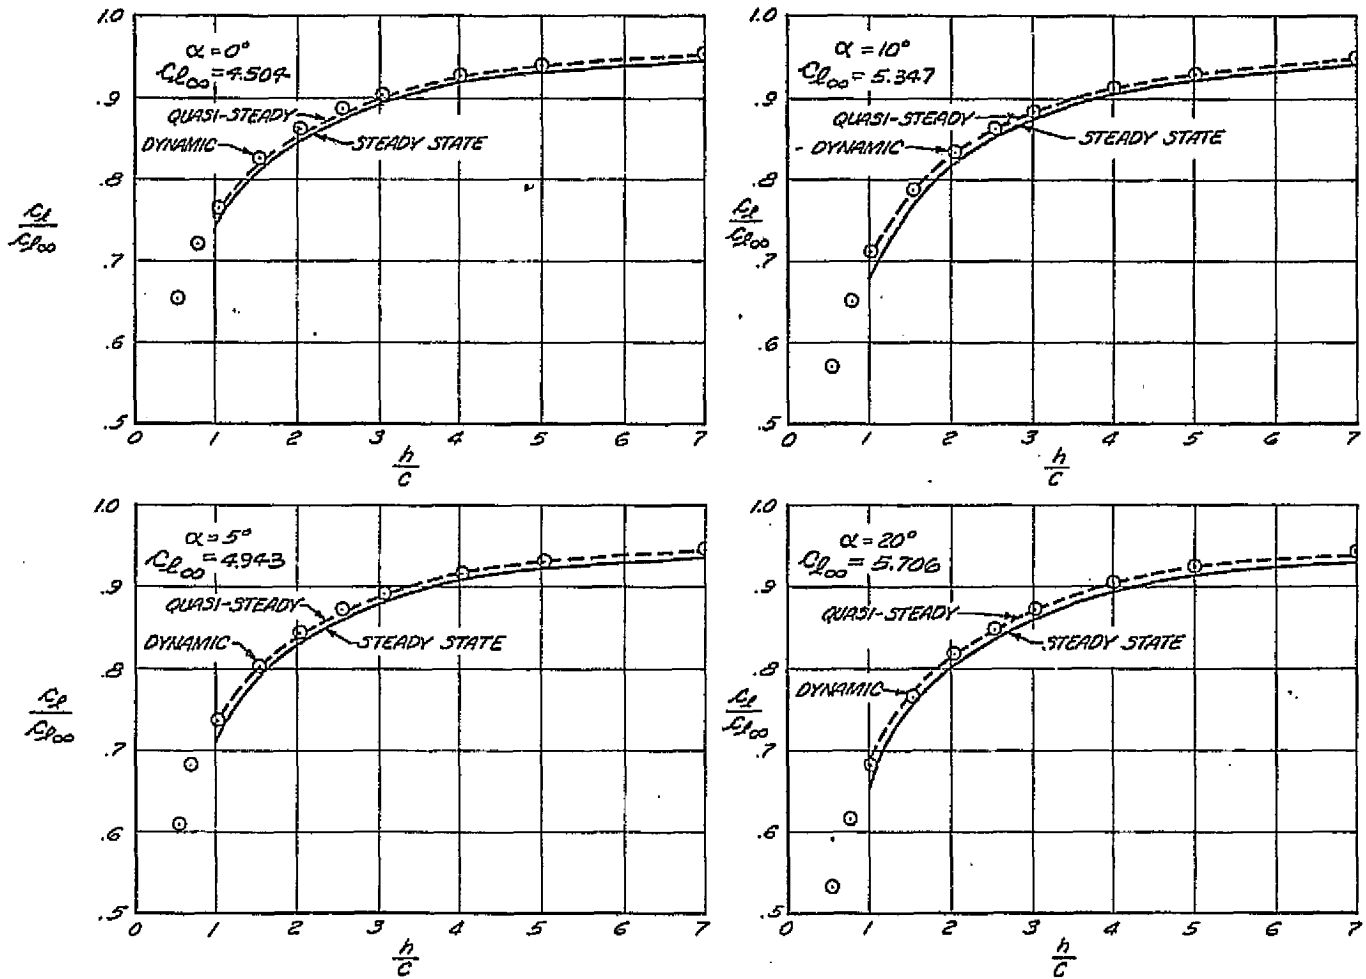 1.0
α = 0°
Cl∞ = 4.504
.9
QUASI-STEADY
DYNAMIC
STEADY STATE
.8
Cl
Cl∞
.7
.6
.5
0 1 2 3 4 5 6 7
h
c
1.0
α = 10°
Cl∞ = 5.347
.9
QUASI-STEADY
DYNAMIC
STEADY STATE
.8
Cl
Cl∞
.7
.6
.5
0 1 2 3 4 5 6 7
h
c
1.0
α = 5°
Cl∞ = 4.943
.9
QUASI-STEADY
DYNAMIC
STEADY STATE
.8
Cl
Cl∞
.7
.6
.5
0 1 2 3 4 5 6 7
h
c
1.0
α = 20°
Cl∞ = 5.706
.9
QUASI-STEADY
STEADY STATE
.8
DYNAMIC
Cl
Cl∞
.7
.6
.5
0 1 2 3 4 5 6 7
h
c